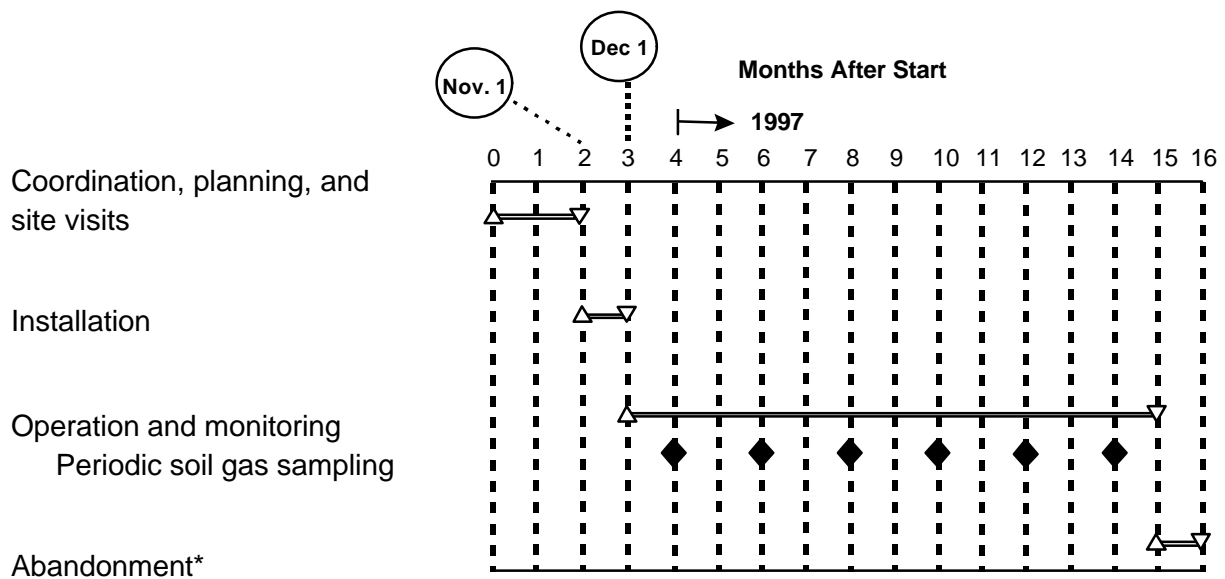 Dec 1
Nov. 1
Months After Start
1997
0 1 2 3 4 5 6 7 8 9 10 11 12 13 14 15 16
Coordination, planning, and
site visits
Installation
Operation and monitoring
Periodic soil gas sampling
Abandonment*